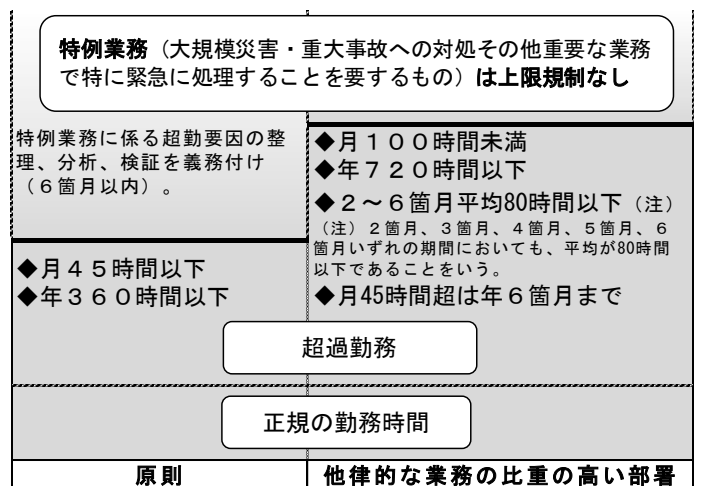 特例業務（大規模災害・重大事故への対処その他重要な業務
で特に緊急に処理することを要するもの）は上限規制なし
特例業務に係る超勤要因の整
理、分析、検証を義務付け
（６箇月以内）。
◆月４５時間以下
◆年３６０時間以下
◆月１００時間未満
◆年７２０時間以下
◆２～６箇月平均80時間以下（注）
（注）２箇月、３箇月、４箇月、５箇月、６
箇月いずれの期間においても、平均が80時間
以下であることをいう。
◆月45時間超は年６箇月まで
超過勤務
正規の勤務時間
原則
他律的な業務の比重の高い部署